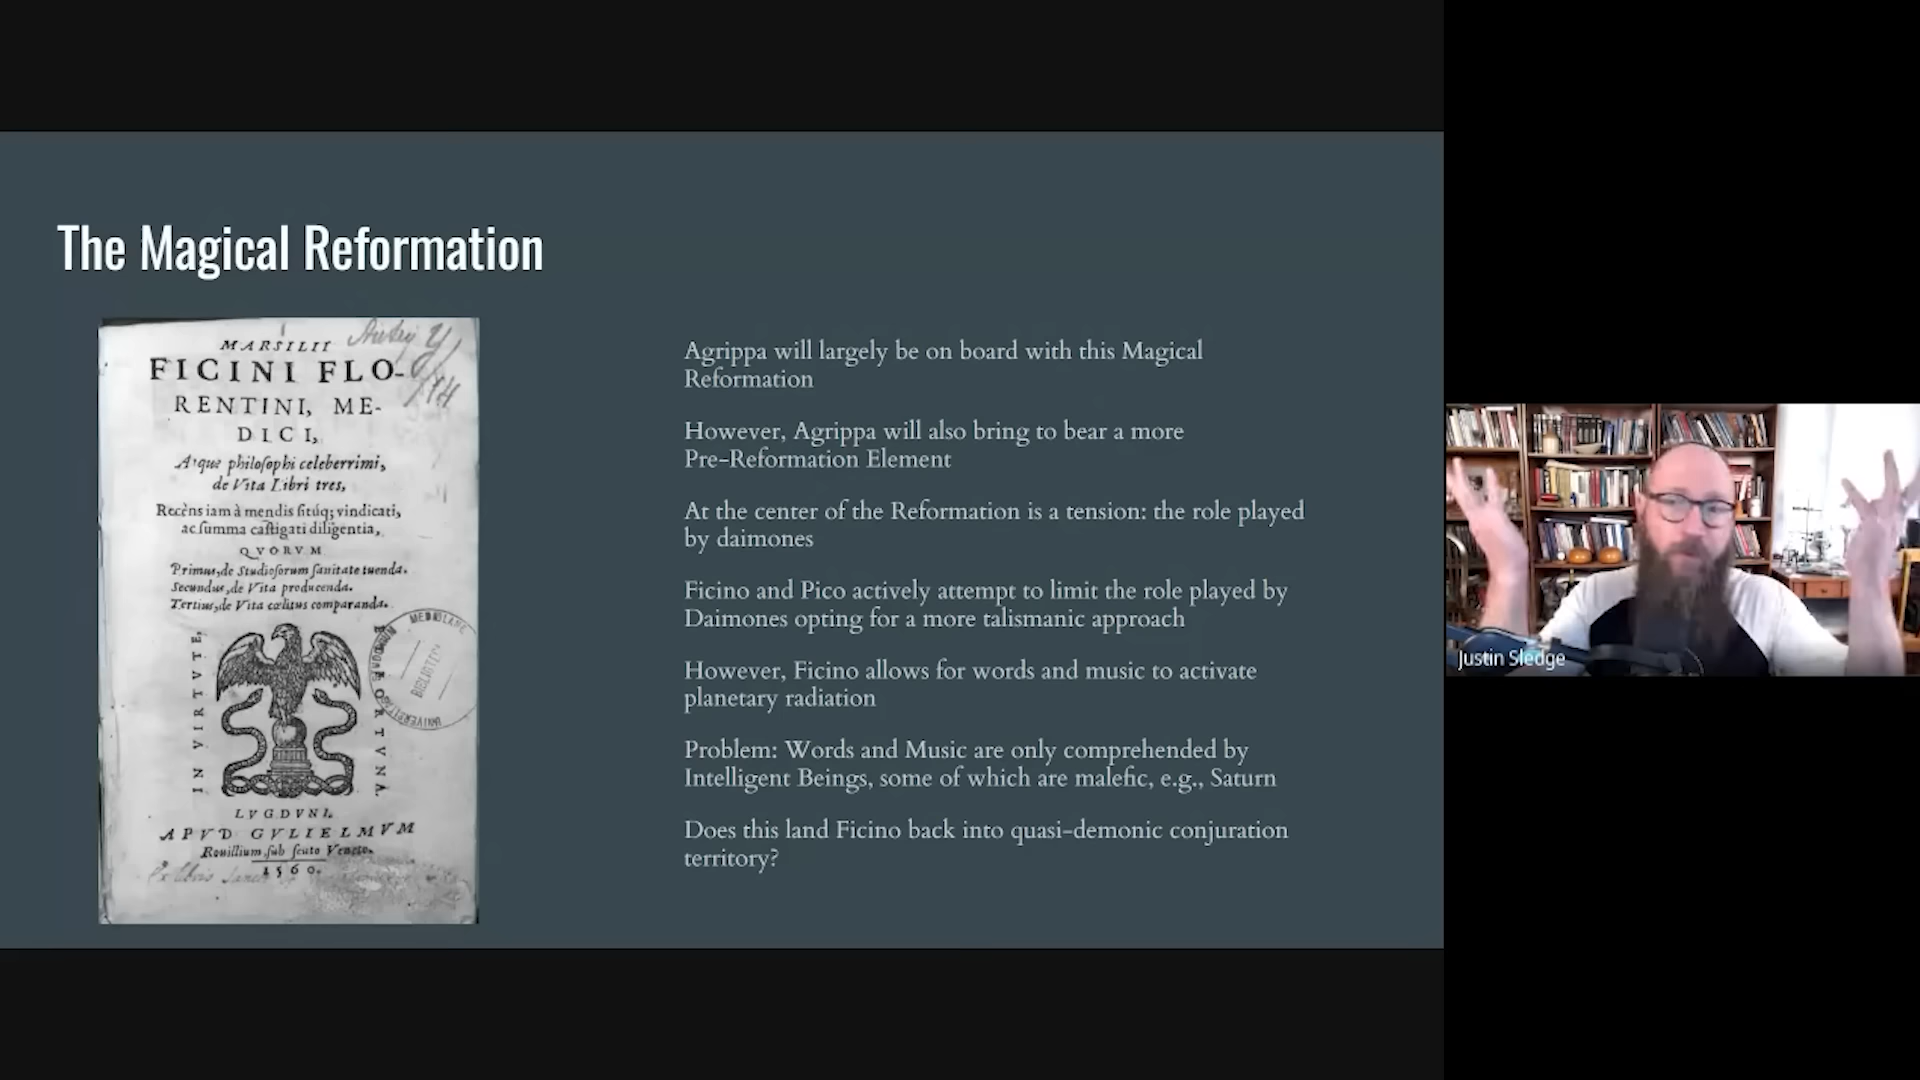 The Magical Reformation
MARSILII
FICINI FLO-
RENTINI, ME-
DICI,
Atque philosophi celeberrimi,
de Vita Libri tres,
Recèns iam à mendis sitúq; vindicati,
ac summa castigati diligentia,
QVORVM
Primus, de Studiosorum sanitate tuenda.
Secundus, de Vita producenda.
Tertius, de Vita cœlitus comparanda.
IN VIRTVTE,
ET FORTVNA.
BIBLIOTEC
LVGDVNI,
APVD GVLIELMVM
Rouillium, sub scuto Veneto.
1560.
Agrippa will largely be on board with this Magical
Reformation
However, Agrippa will also bring to bear a more
Pre-Reformation Element
At the center of the Reformation is a tension: the role played
by daimones
Ficino and Pico actively attempt to limit the role played by
Daimones opting for a more talismanic approach
However, Ficino allows for words and music to activate
planetary radiation
Problem: Words and Music are only comprehended by
Intelligent Beings, some of which are malefic, e.g., Saturn
Does this land Ficino back into quasi-demonic conjuration
territory?
Justin Sledge